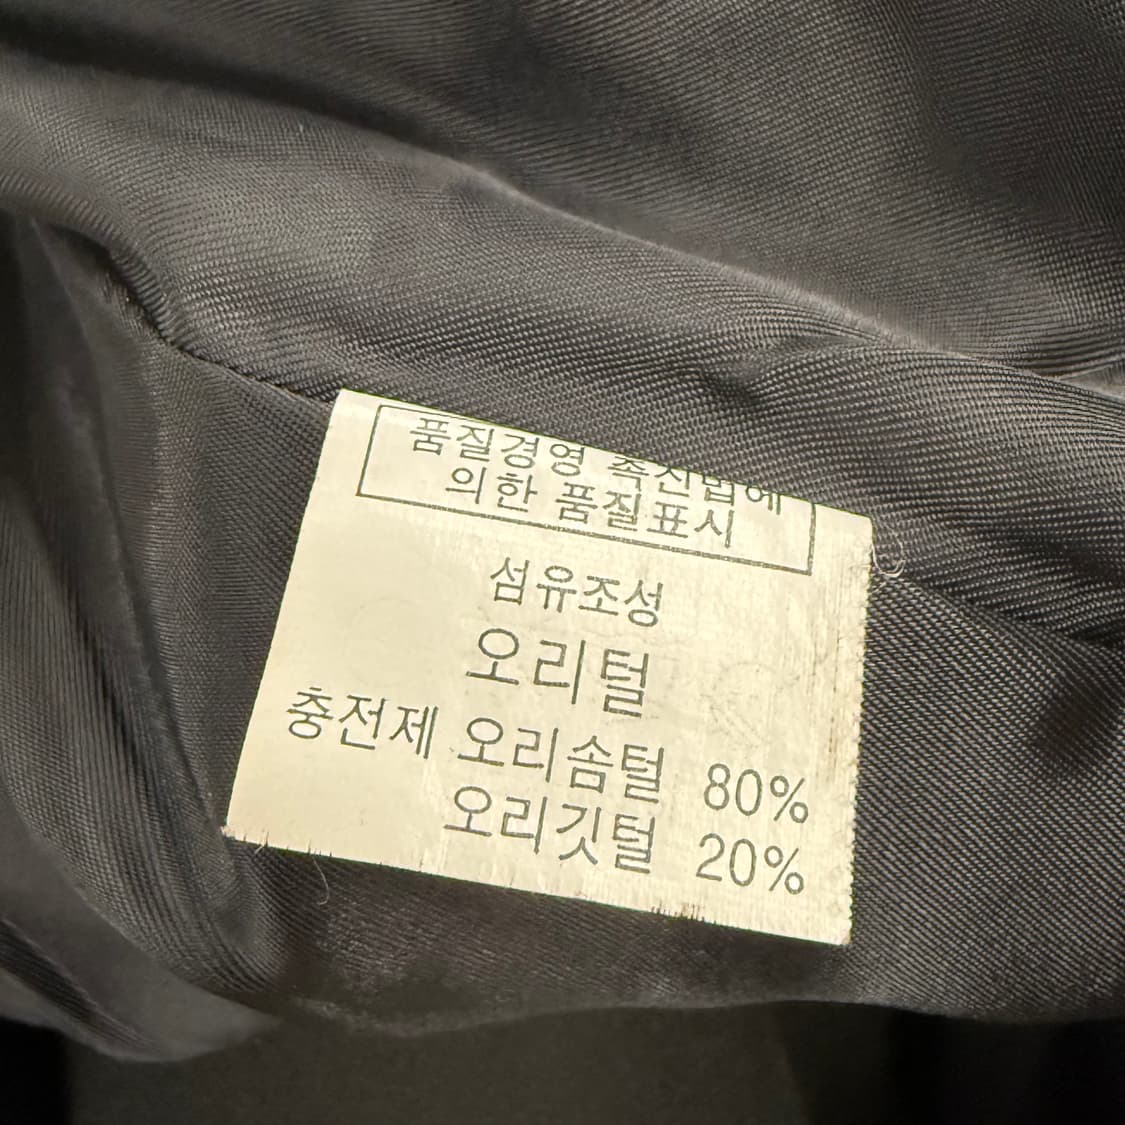 품질경영 촉진법에
의한 품질표시
섬유조성
오리털
충전제 오리솜털 80%
오리깃털 20%